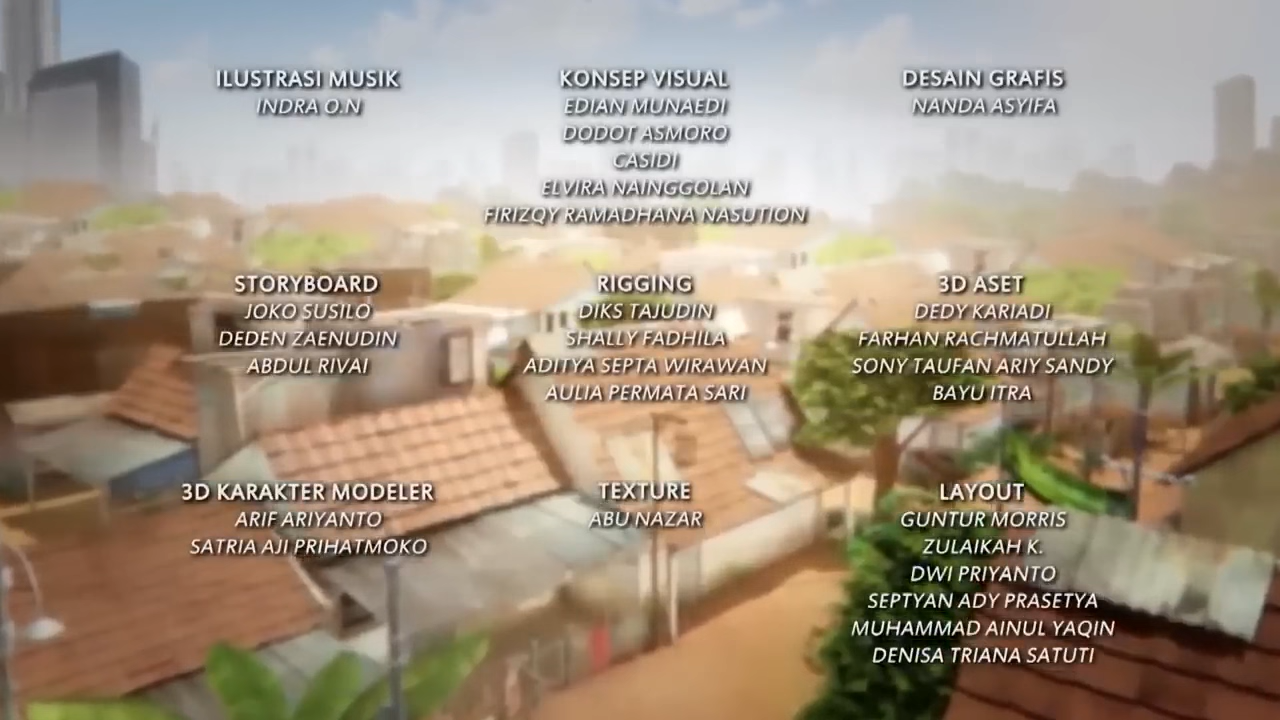 ILUSTRASI MUSIK
INDRA O.N
KONSEP VISUAL
EDIAN MUNAEDI
DODOT ASMORO
CASIDI
ELVIRA NAINGGOLAN
FIRIZQY RAMADHANA NASUTION
DESAIN GRAFIS
NANDA ASYIFA
STORYBOARD
JOKO SUSILO
DEDEN ZAENUDIN
ABDUL RIVAI
RIGGING
DIKS TAJUDIN
SHALLY FADHILA
ADITYA SEPTA WIRAWAN
AULIA PERMATA SARI
3D ASET
DEDY KARIADI
FARHAN RACHMATULLAH
SONY TAUFAN ARIY SANDY
BAYU ITRA
3D KARAKTER MODELER
ARIF ARIYANTO
SATRIA AJI PRIHATMOKO
TEXTURE
ABU NAZAR
LAYOUT
GUNTUR MORRIS
ZULAIKAH K.
DWI PRIYANTO
SEPTYAN ADY PRASETYA
MUHAMMAD AINUL YAQIN
DENISA TRIANA SATUTI